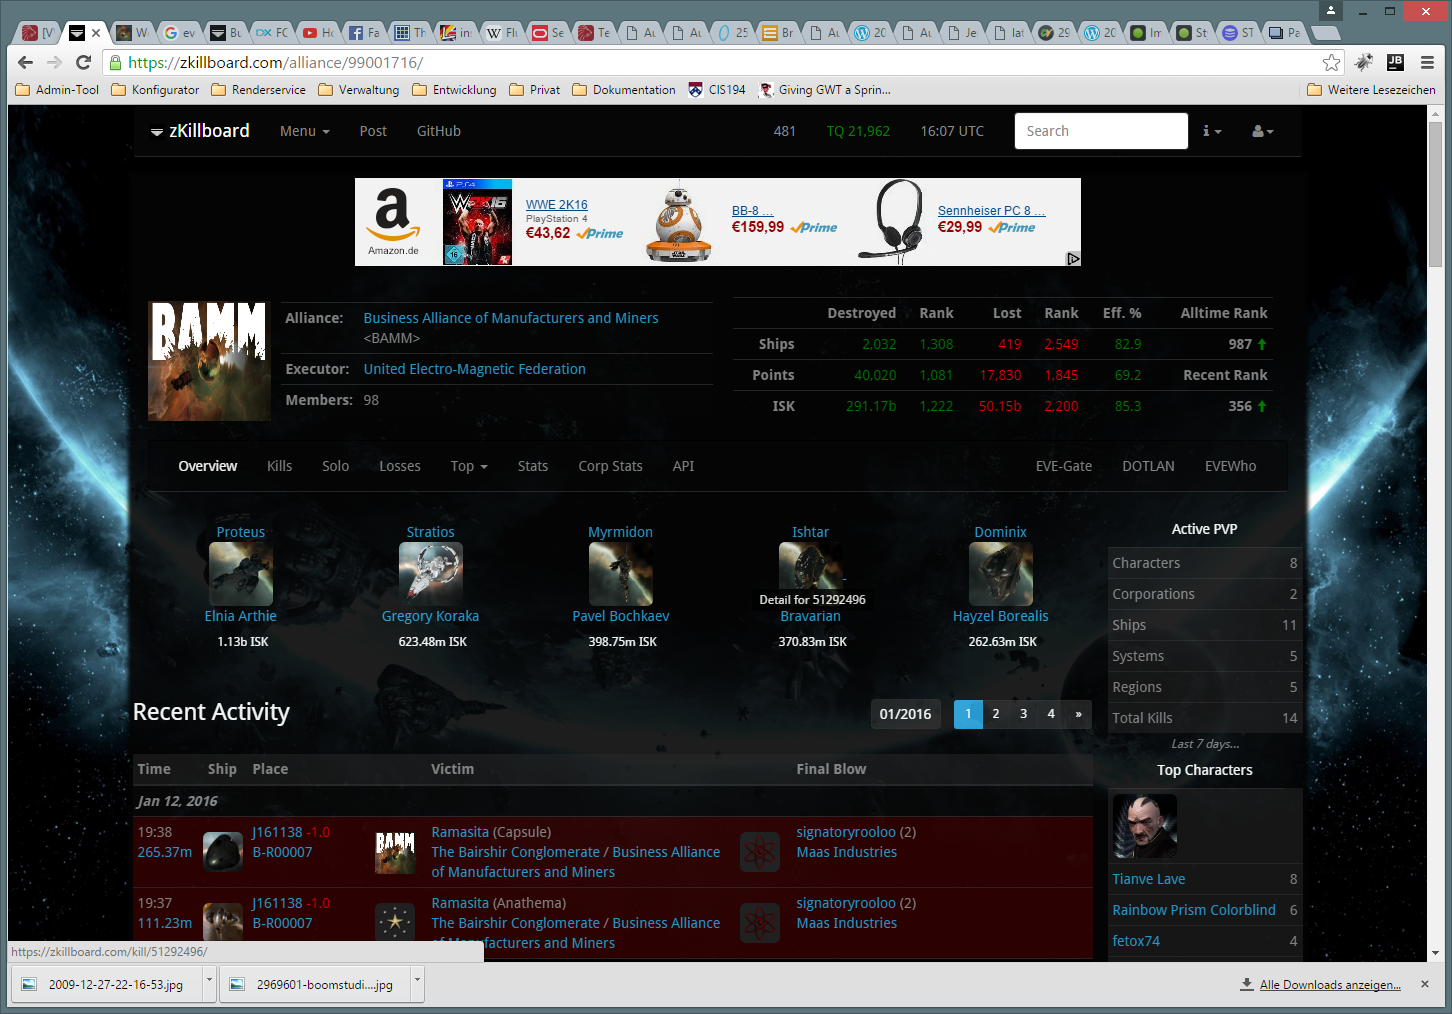 [V
We
ev
Bu
FC
Ho
Fa
Th
ins
Flu
Se
Te
Au
Au
25
Br
Au
20
Au
Je
lat
29
20
Im
St
ST
Pa
https://zkillboard.com/alliance/99001716/
JB
Admin-Tool Konfigurator Renderservice Verwaltung Entwicklung Privat Dokumentation CIS194 Giving GWT a Sprin... Weitere Lesezeichen
zKillboard Menu Post GitHub 481 TQ 21,962 16:07 UTC Search
a
Amazon.de
PS4
WWE 2K16
PlayStation 4
€43,62 Prime
BB-8 ...
€159,99 Prime
Sennheiser PC 8 ...
€29,99 Prime
BAMM
Alliance: Business Alliance of Manufacturers and Miners
<BAMM>
Executor: United Electro-Magnetic Federation
Members: 98
Destroyed Rank Lost Rank Eff. % Alltime Rank
Ships 2,032 1,308 419 2,549 82.9 987
Points 40,020 1,081 17,830 1,845 69.2 Recent Rank
ISK 291.17b 1,222 50.15b 2,200 85.3 356
Overview Kills Solo Losses Top Stats Corp Stats API EVE-Gate DOTLAN EVEWho
Proteus Stratios Myrmidon Ishtar Dominix
Detail for 51292496
Elnia Arthie Gregory Koraka Pavel Bochkaev Bravarian Hayzel Borealis
1.13b ISK 623.48m ISK 398.75m ISK 370.83m ISK 262.63m ISK
Active PVP
Characters 8
Corporations 2
Ships 11
Systems 5
Regions 5
Total Kills 14
Last 7 days...
Top Characters
Tianve Lave 8
Rainbow Prism Colorblind 6
fetox74 4
Recent Activity 01/2016 1 2 3 4 »
Time Ship Place Victim Final Blow
Jan 12, 2016
19:38 J161138 -1.0 Ramasita (Capsule) signatoryrooloo (2)
265.37m B-R00007 The Bairshir Conglomerate / Business Alliance Maas Industries
of Manufacturers and Miners
BAMM
19:37 J161138 -1.0 Ramasita (Anathema) signatoryrooloo (2)
111.23m B-R00007 The Bairshir Conglomerate / Business Alliance Maas Industries
of Manufacturers and Miners
https://zkillboard.com/kill/51292496/
2009-12-27-22-16-53.jpg 2969601-boomstudi....jpg Alle Downloads anzeigen...